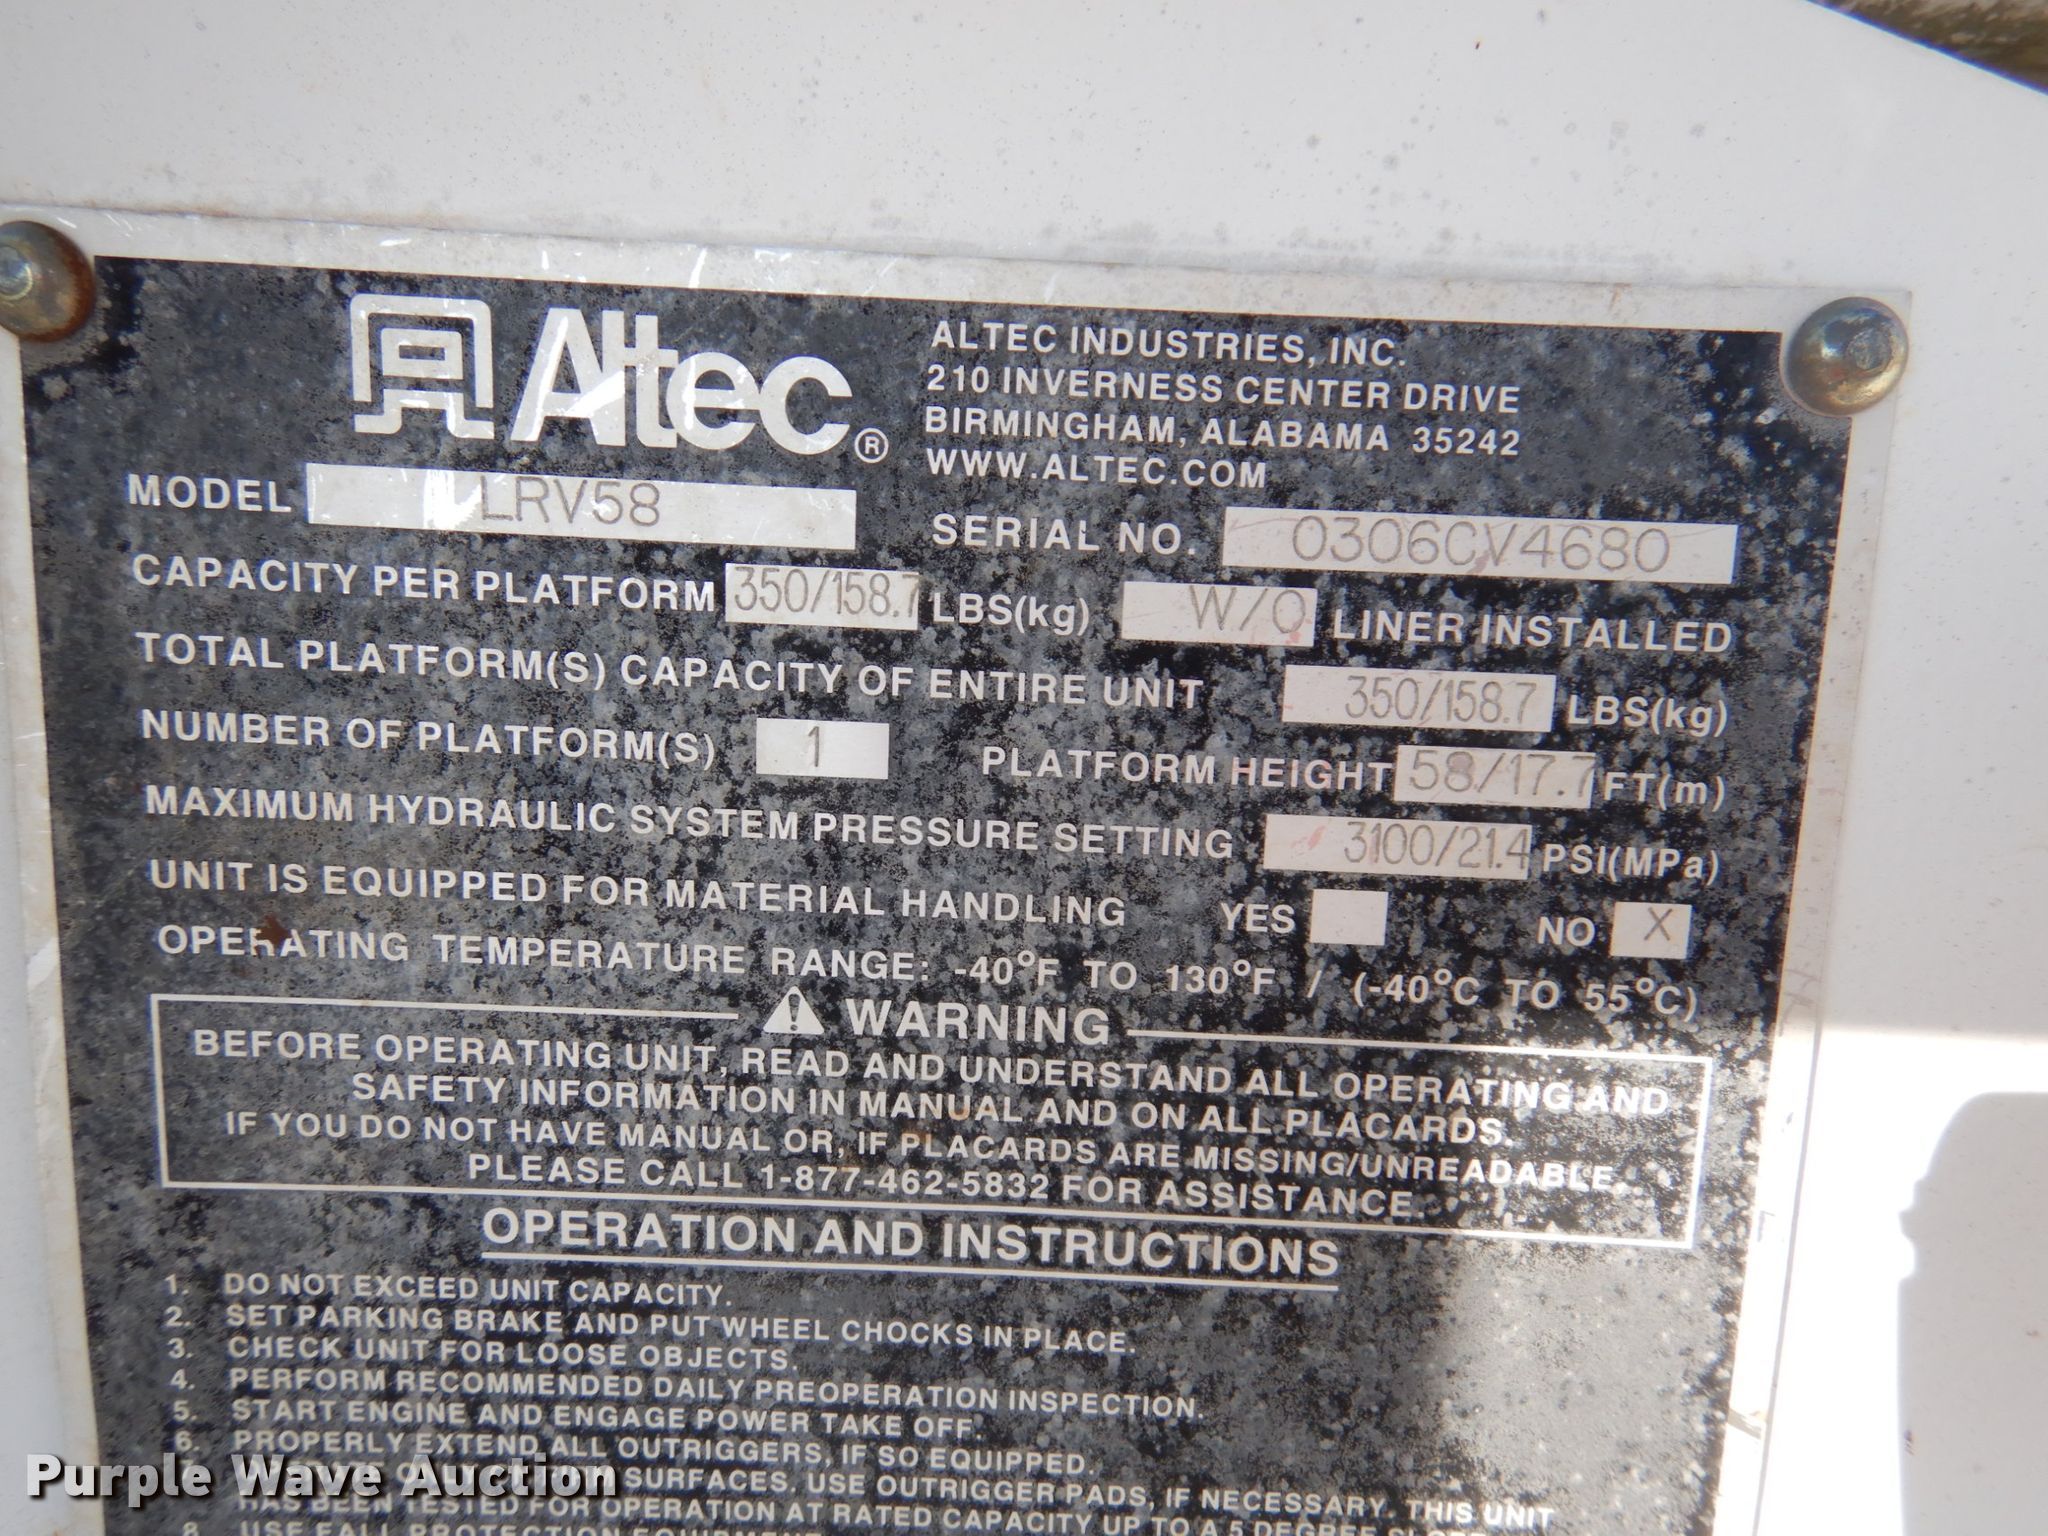 Altec®
ALTEC INDUSTRIES, INC.
210 INVERNESS CENTER DRIVE
BIRMINGHAM, ALABAMA 35242
WWW.ALTEC.COM
MODEL LRV58
SERIAL NO. 0306CV4680
CAPACITY PER PLATFORM 350/158.7 LBS(kg) W/O LINER INSTALLED
TOTAL PLATFORM(S) CAPACITY OF ENTIRE UNIT 350/158.7 LBS(kg)
NUMBER OF PLATFORM(S) 1 PLATFORM HEIGHT 58/17.7 FT(m)
MAXIMUM HYDRAULIC SYSTEM PRESSURE SETTING 3100/21.4 PSI(MPa)
UNIT IS EQUIPPED FOR MATERIAL HANDLING YES NO X
OPERATING TEMPERATURE RANGE: -40°F TO 130°F / (-40°C TO 55°C)
WARNING
BEFORE OPERATING UNIT, READ AND UNDERSTAND ALL OPERATING AND
SAFETY INFORMATION IN MANUAL AND ON ALL PLACARDS.
IF YOU DO NOT HAVE MANUAL OR, IF PLACARDS ARE MISSING/UNREADABLE,
PLEASE CALL 1-877-462-5832 FOR ASSISTANCE.
OPERATION AND INSTRUCTIONS
1. DO NOT EXCEED UNIT CAPACITY.
2. SET PARKING BRAKE AND PUT WHEEL CHOCKS IN PLACE.
3. CHECK UNIT FOR LOOSE OBJECTS.
4. PERFORM RECOMMENDED DAILY PREOPERATION INSPECTION.
5. START ENGINE AND ENGAGE POWER TAKE OFF.
6. PROPERLY EXTEND ALL OUTRIGGERS, IF SO EQUIPPED.
7. SURFACES. USE OUTRIGGER PADS, IF NECESSARY. THIS UNIT
HAS BEEN TESTED FOR OPERATION AT RATED CAPACITY UP TO A 5 DEGREE
8. USE FALL PROTECTION
Purple Wave Auction